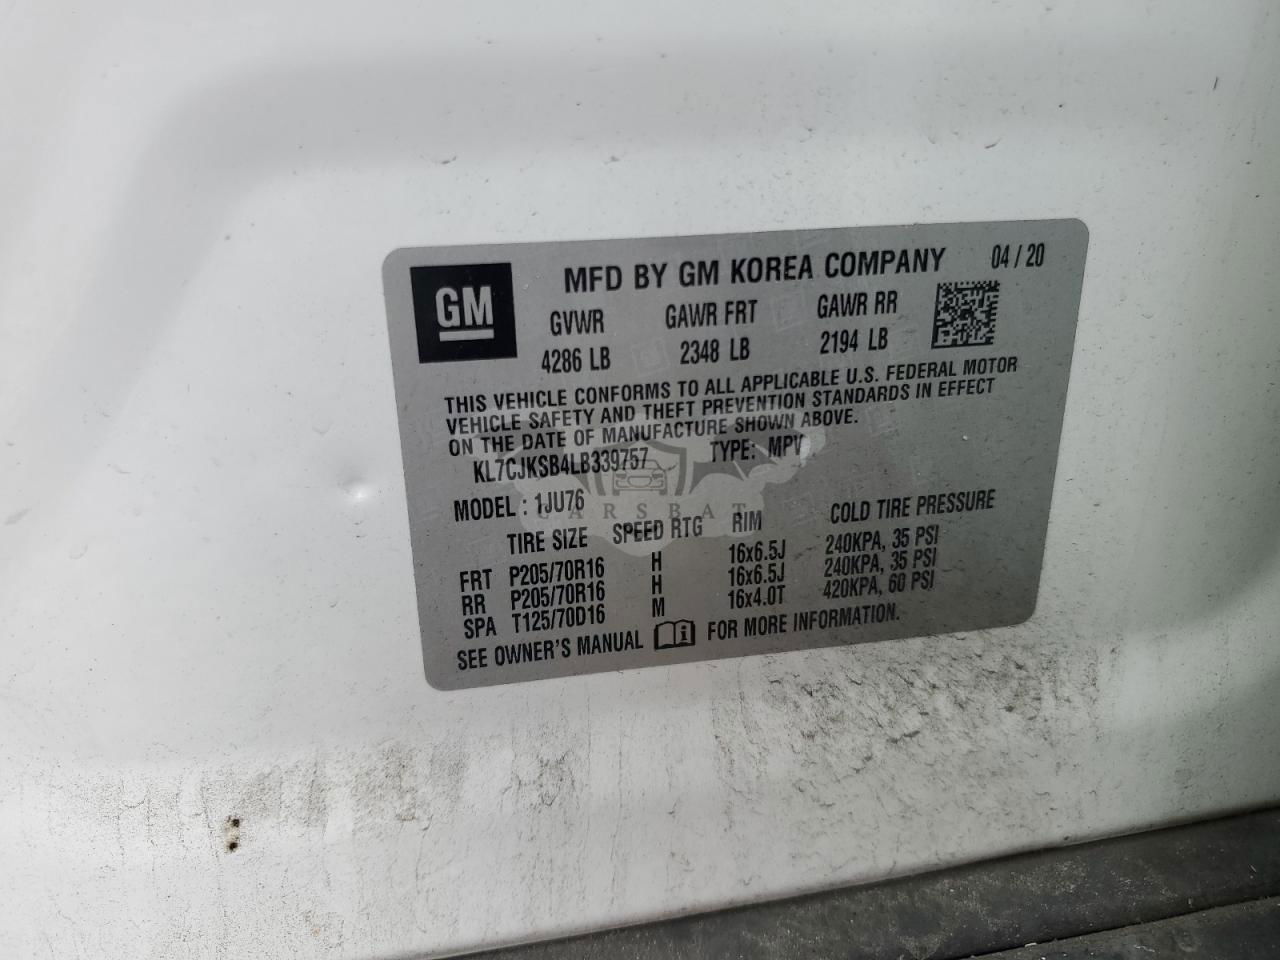 GM
MFD BY GM KOREA COMPANY 04 / 20
GVWR GAWR FRT GAWR RR
4286 LB 2348 LB 2194 LB
THIS VEHICLE CONFORMS TO ALL APPLICABLE U.S. FEDERAL MOTOR
VEHICLE SAFETY AND THEFT PREVENTION STANDARDS IN EFFECT
ON THE DATE OF MANUFACTURE SHOWN ABOVE.
KL7CJKSB4LB339757 TYPE: MPV
MODEL : 1JU76
CARSBAT
TIRE SIZE SPEED RTG RIM COLD TIRE PRESSURE
FRT P205/70R16 H 16x6.5J 240KPA, 35 PSI
RR P205/70R16 H 16x6.5J 240KPA, 35 PSI
SPA T125/70D16 M 16x4.0T 420KPA, 60 PSI
SEE OWNER'S MANUAL FOR MORE INFORMATION.